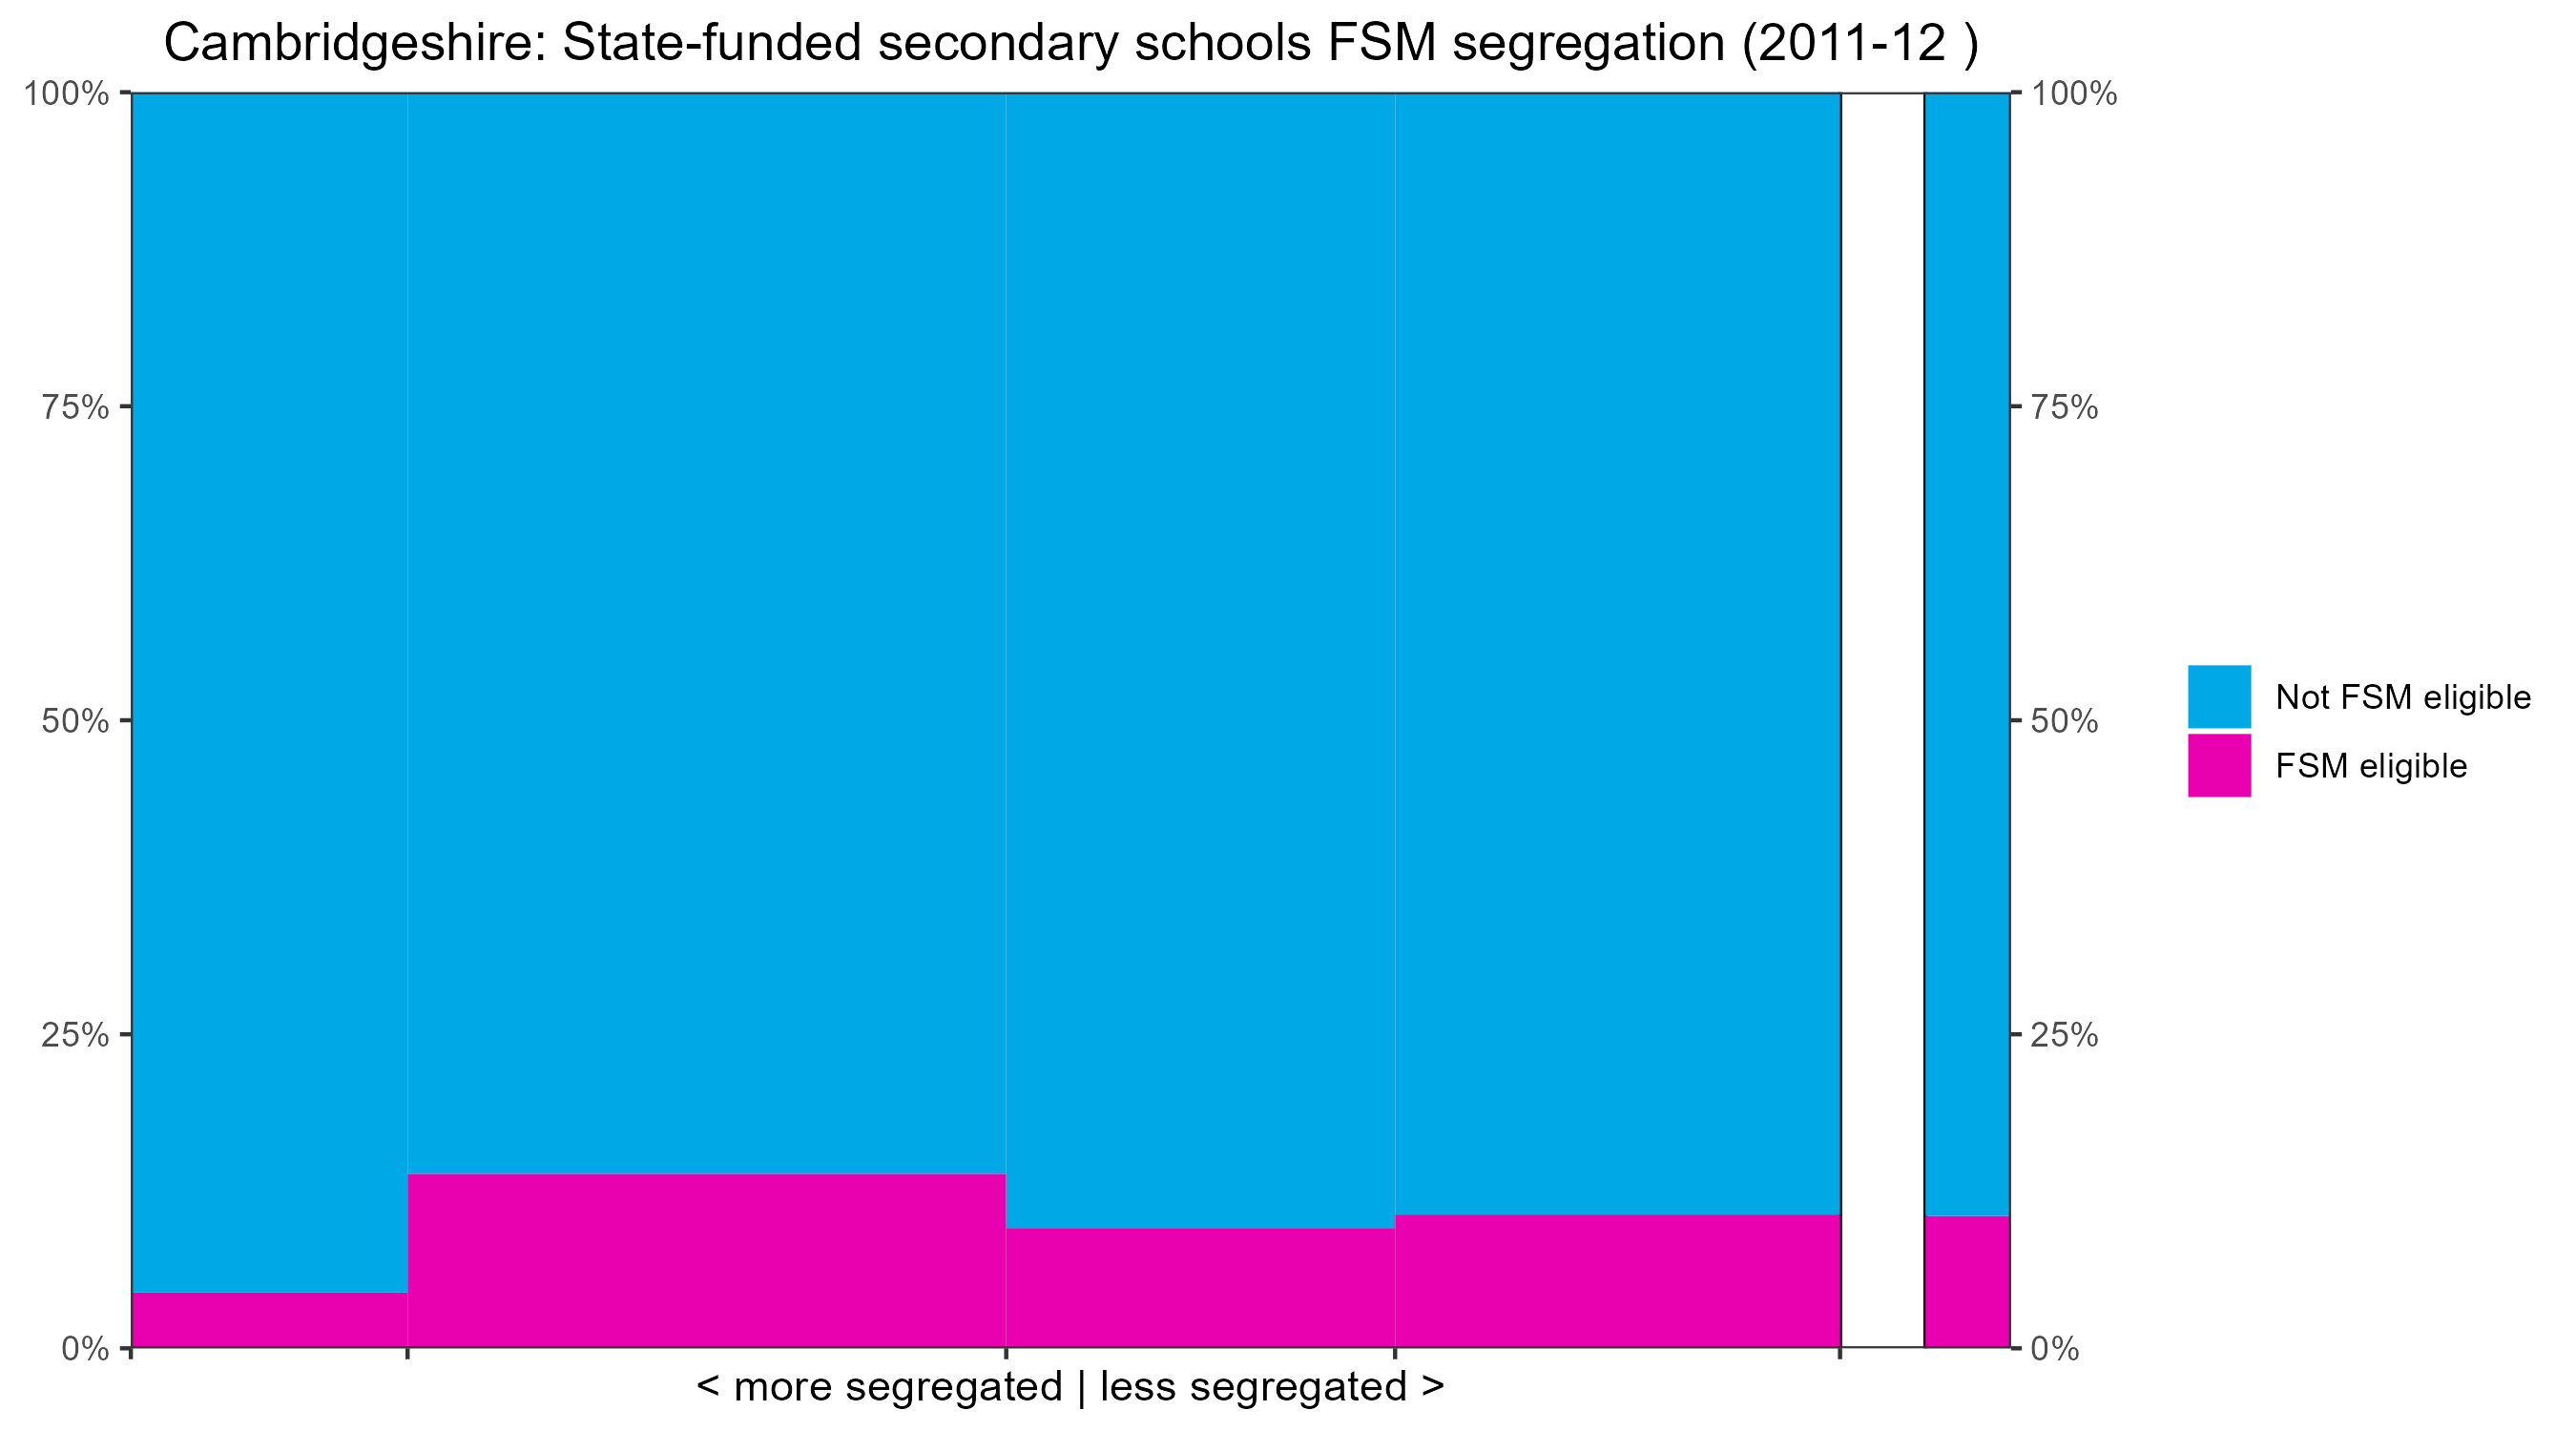 Cambridgeshire: State-funded secondary schools FSM segregation (2011-12 )
100%
75%
50%
25%
0%
100%
75%
50%
25%
0%
Not FSM eligible
FSM eligible
< more segregated | less segregated >